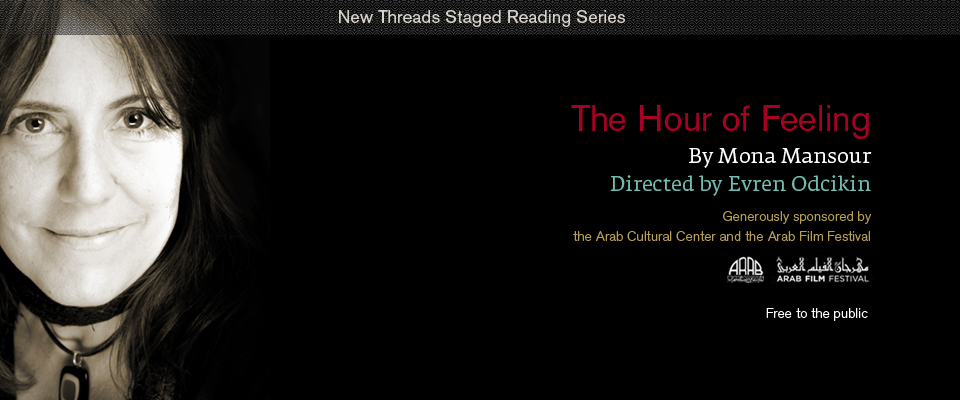 New Threads Staged Reading Series
The Hour of Feeling
By Mona Mansour
Directed by Evren Odcikin
Generously sponsored by
the Arab Cultural Center and the Arab Film Festival
ARAB
مهرجان الفيلم العربي
ARAB FILM FESTIVAL
Free to the public